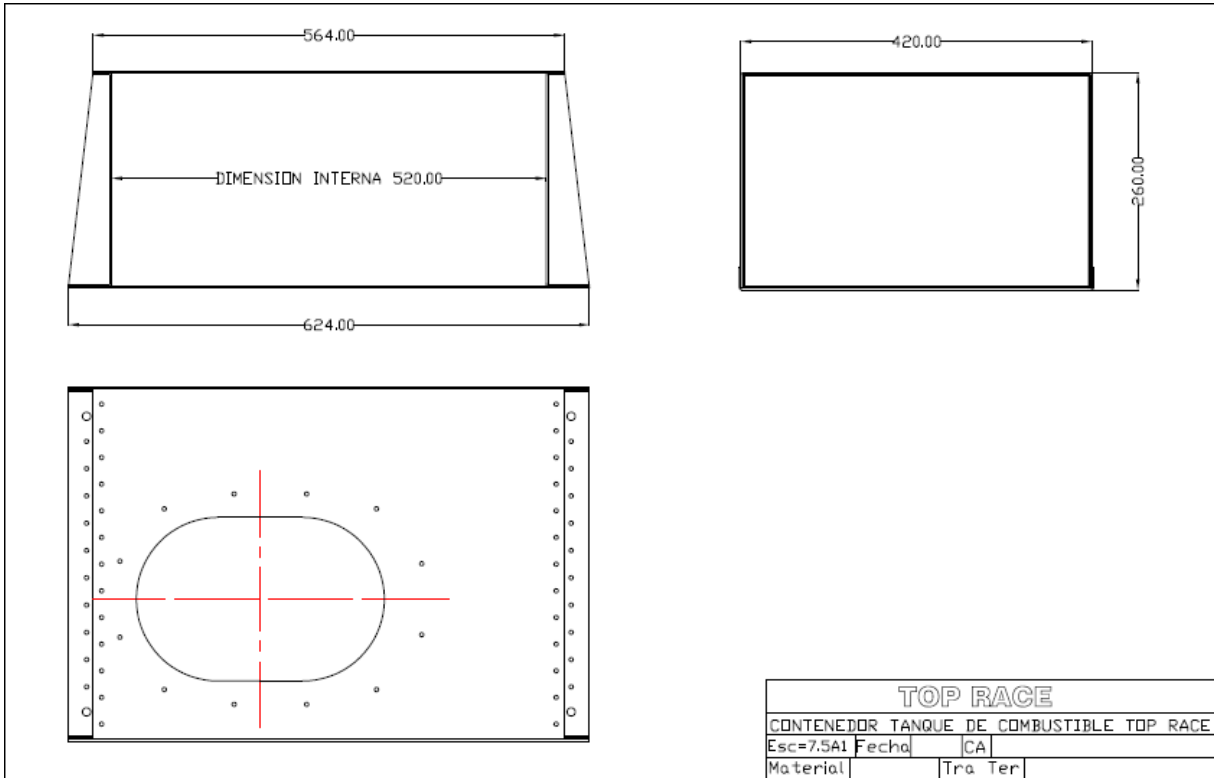 564.00
420.00
DIMENSION INTERNA 520.00
260.00
624.00
TOP RACE
CONTENEDOR TANQUE DE COMBUSTIBLE TOP RACE
Esc=7.5A1 Fecha CA
Material Tra Ter